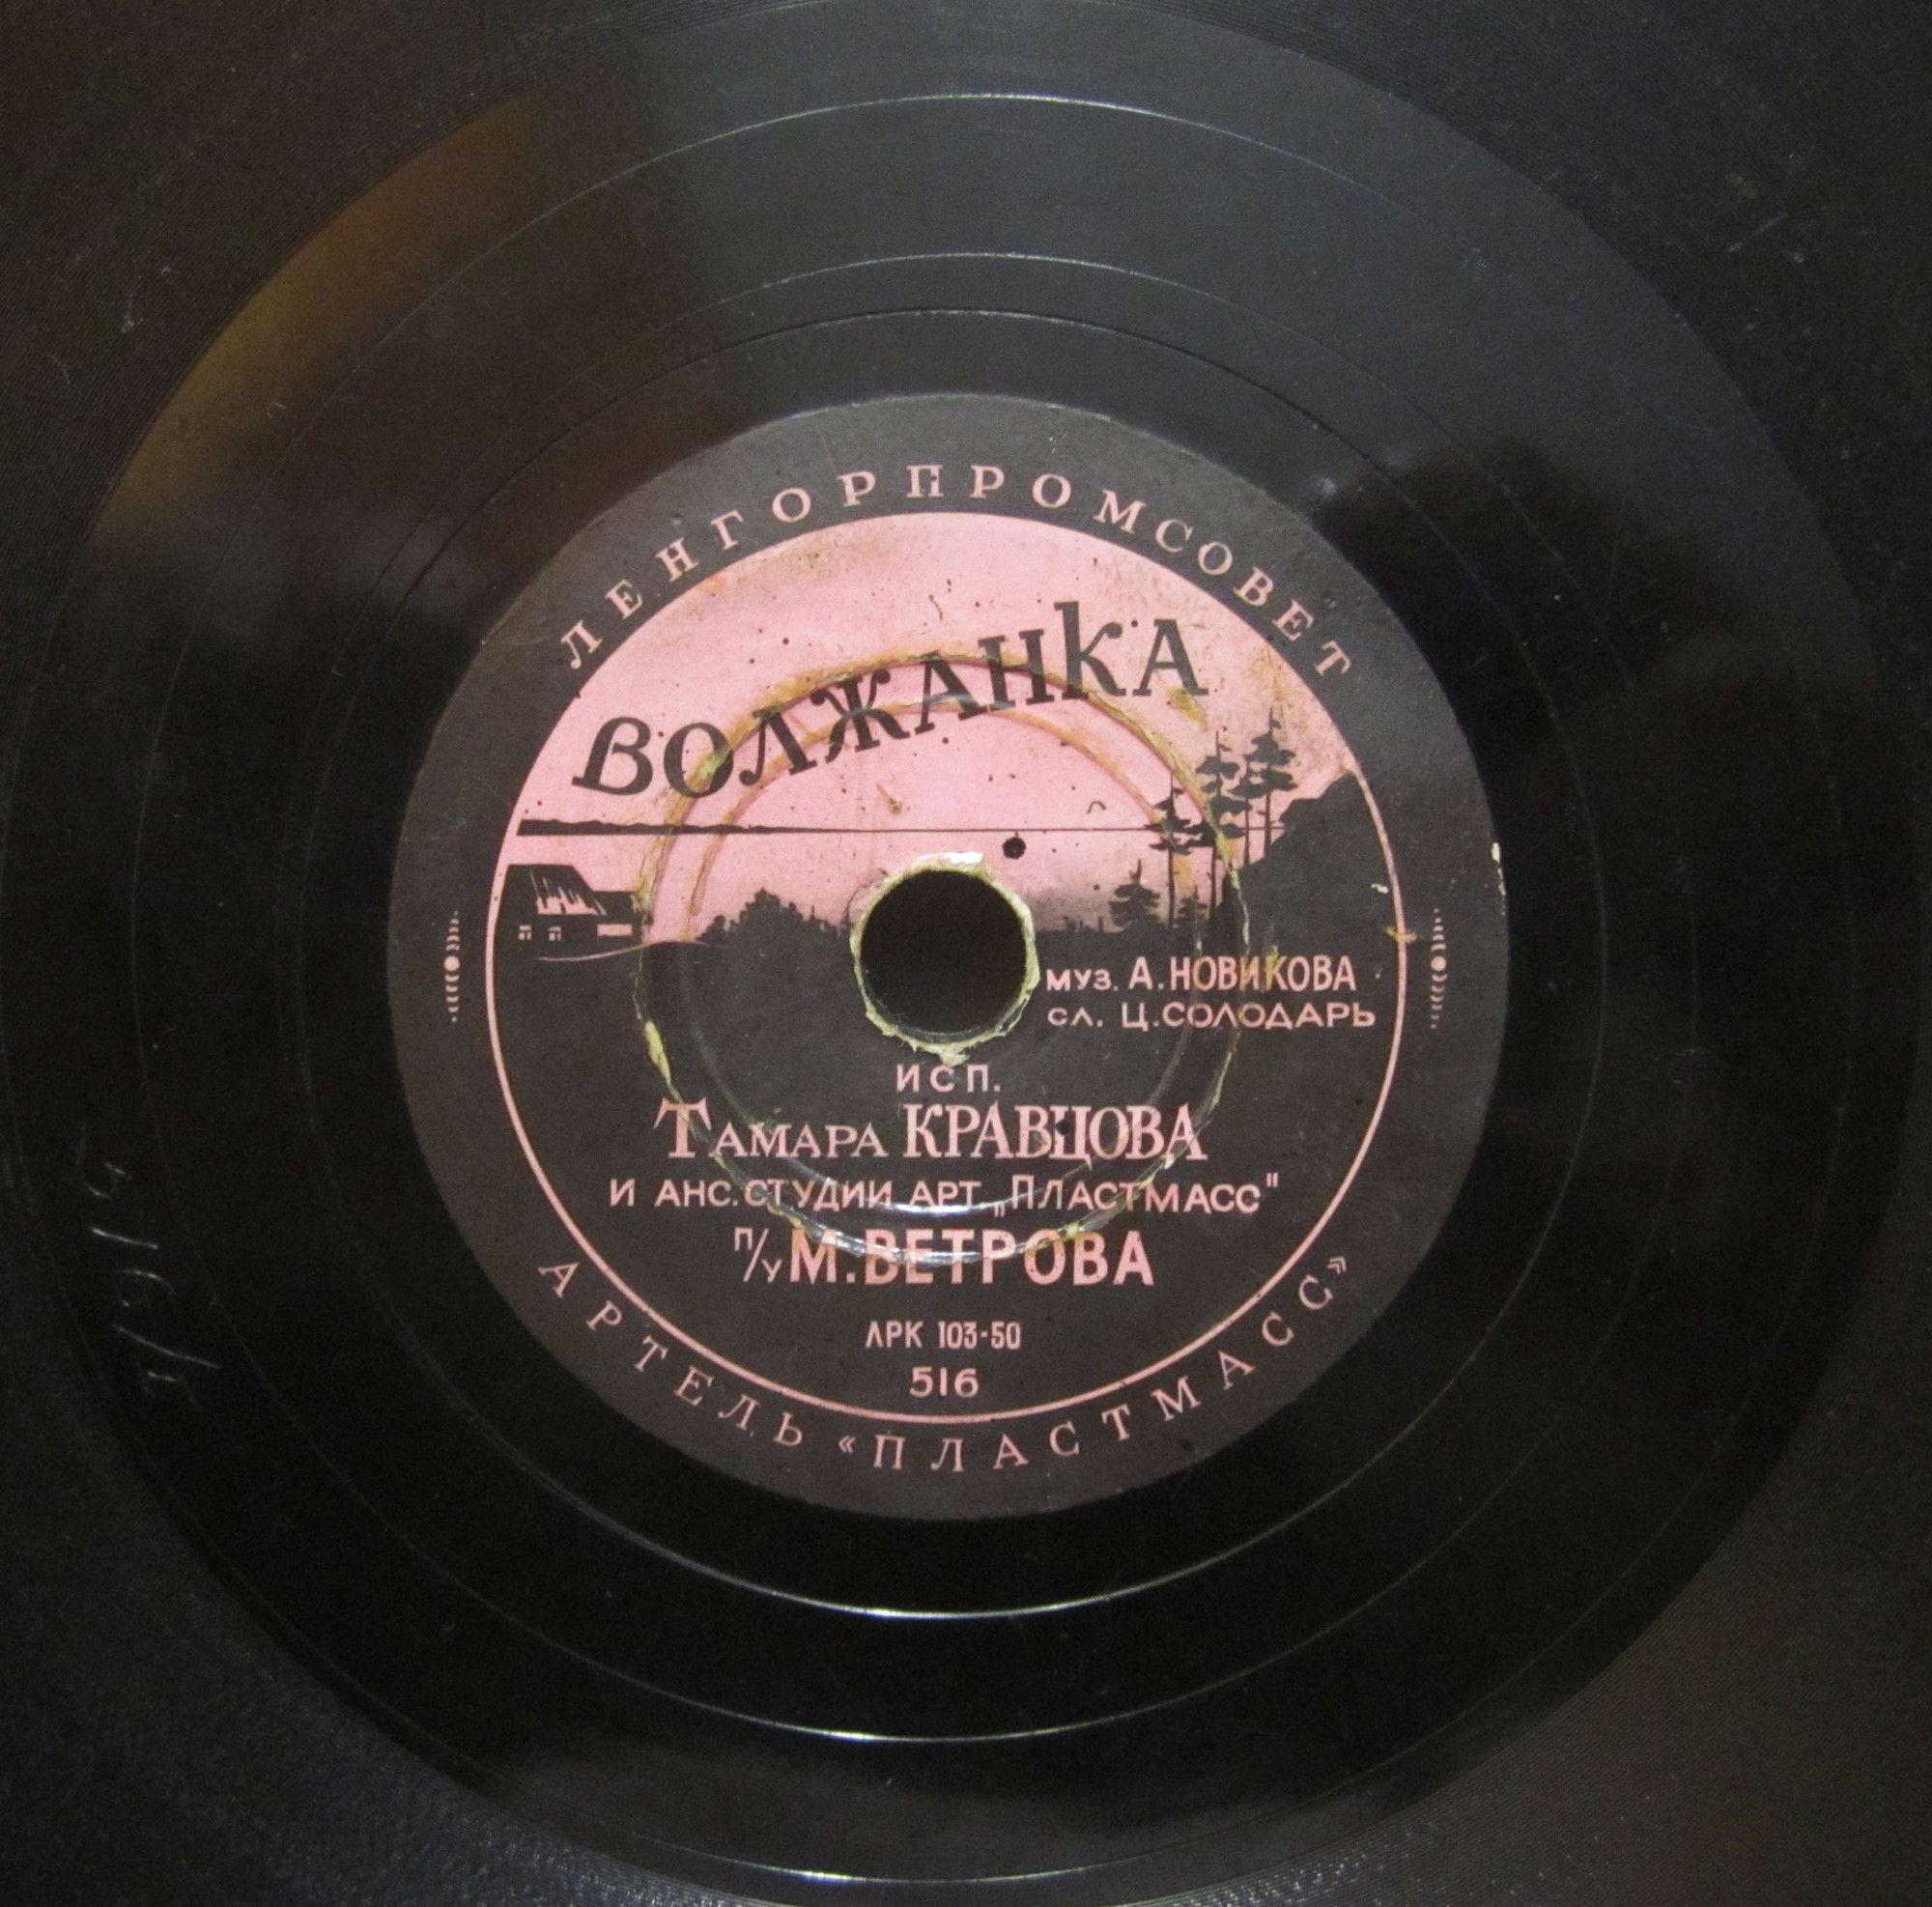 ЛЕНГОРПРОМСОВЕТ
ВОЛЖАНКА
МУЗ. А.НОВИКОВА
СЛ. Ц.СОЛОДАРЬ
ИСП.
ТАМАРА КРАВЦОВА
И АНС.СТУДИИ АРТ. „ПЛАСТМАСС"
П/У М.ВЕТРОВА
ЛРК 103-50
516
АРТЕЛЬ «ПЛАСТМАСС»